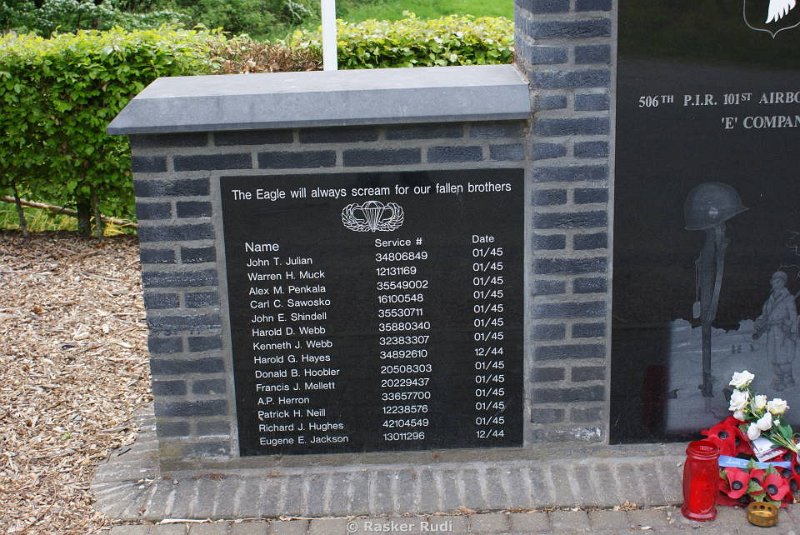 The Eagle will always scream for our fallen brothers
Name Service # Date
John T. Julian 34806849 01/45
Warren H. Muck 12131169 01/45
Alex M. Penkala 35549002 01/45
Carl C. Sawosko 16100548 01/45
John E. Shindell 35530711 01/45
Harold D. Webb 35880340 01/45
Kenneth J. Webb 32383307 01/45
Harold G. Hayes 34892610 12/44
Donald B. Hoobler 20508303 01/45
Francis J. Mellett 20229437 01/45
A.P. Herron 33657700 01/45
Patrick H. Neill 12238576 01/45
Richard J. Hughes 42104549 01/45
Eugene E. Jackson 13011296 12/44
506TH P.I.R. 101ST
'E'
© Rasker Rudi